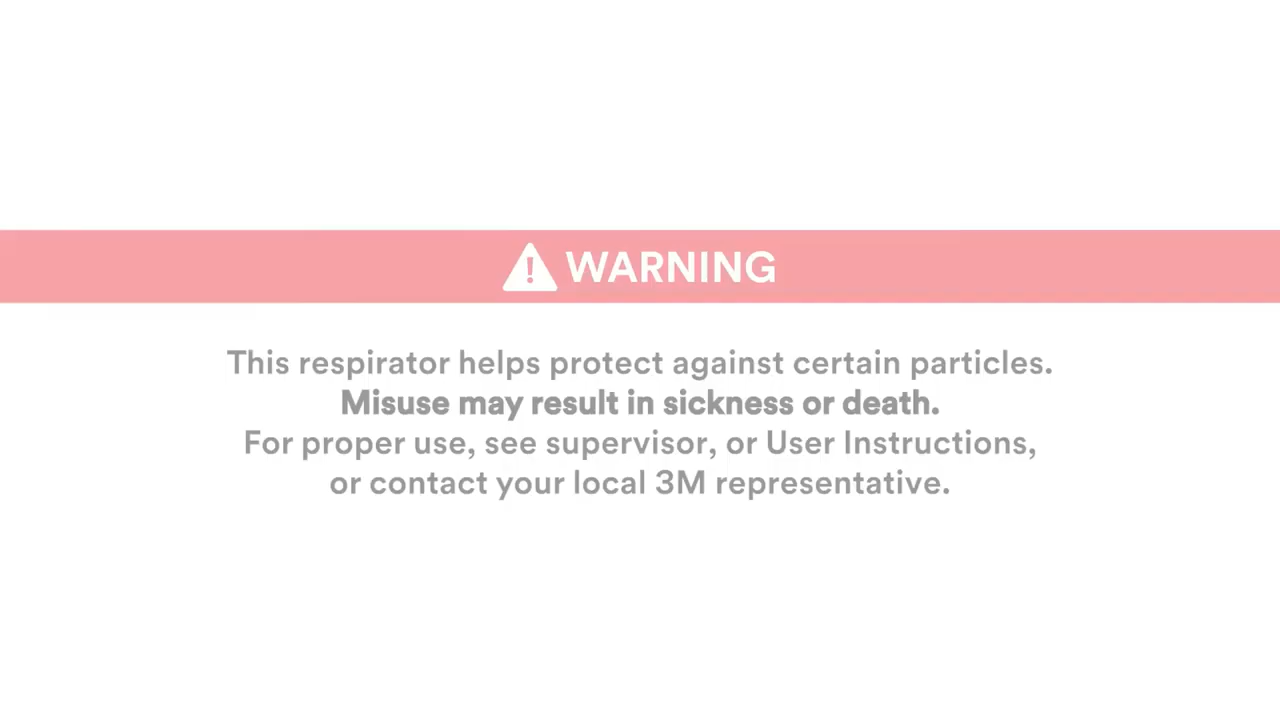 WARNING
This respirator helps protect against certain particles.
Misuse may result in sickness or death.
For proper use, see supervisor, or User Instructions,
or contact your local 3M representative.